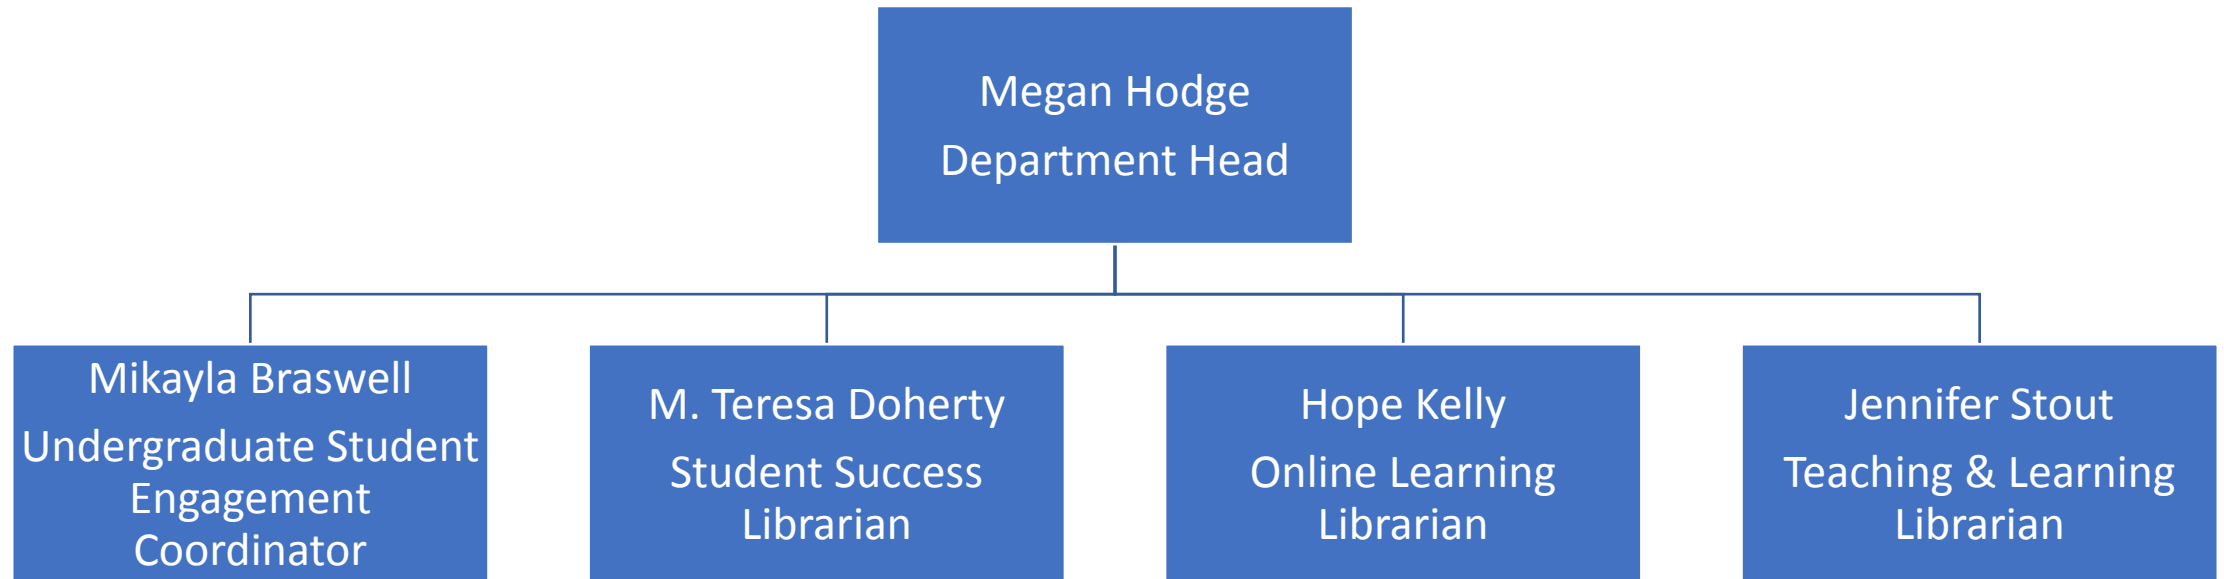 Megan Hodge
Department Head
Mikayla Braswell
Undergraduate Student
Engagement
Coordinator
M. Teresa Doherty
Student Success
Librarian
Hope Kelly
Online Learning
Librarian
Jennifer Stout
Teaching & Learning
Librarian